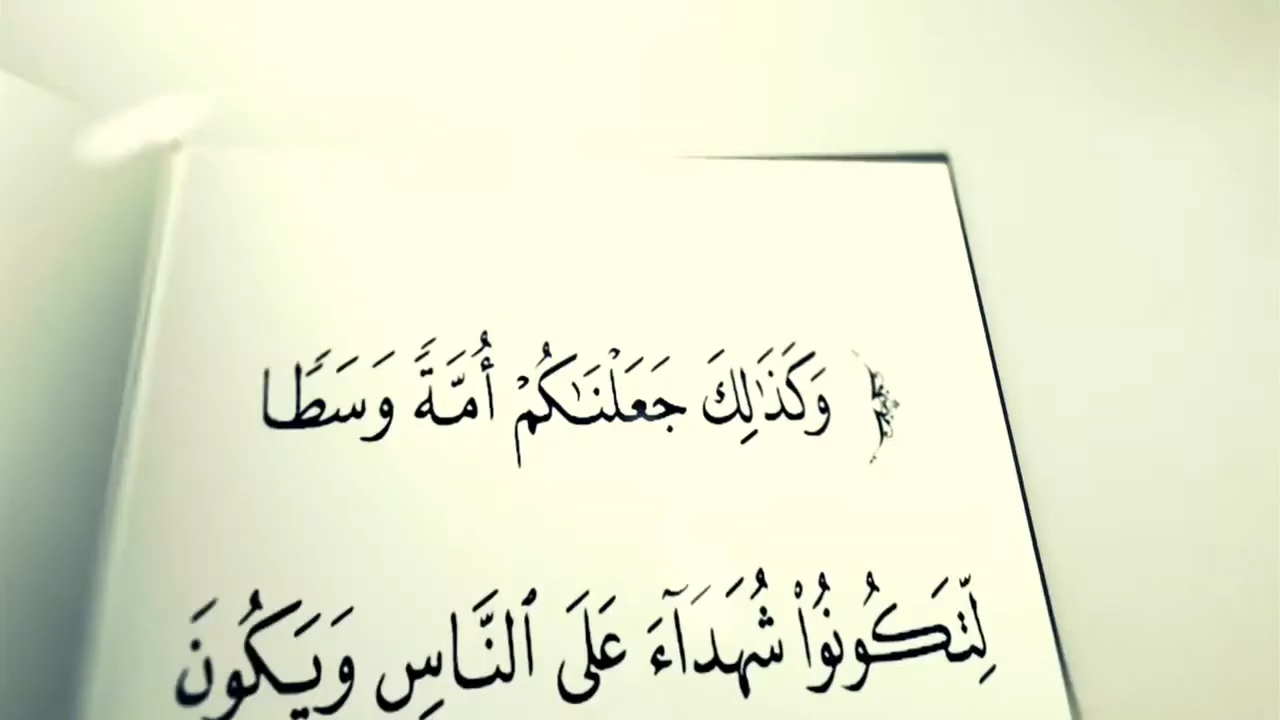 ﴿ وَكَذَٰلِكَ جَعَلْنَـٰكُمْ أُمَّةً وَسَطًا
لِّتَكُونُوا۟ شُهَدَآءَ عَلَى ٱلنَّاسِ وَيَكُونَ